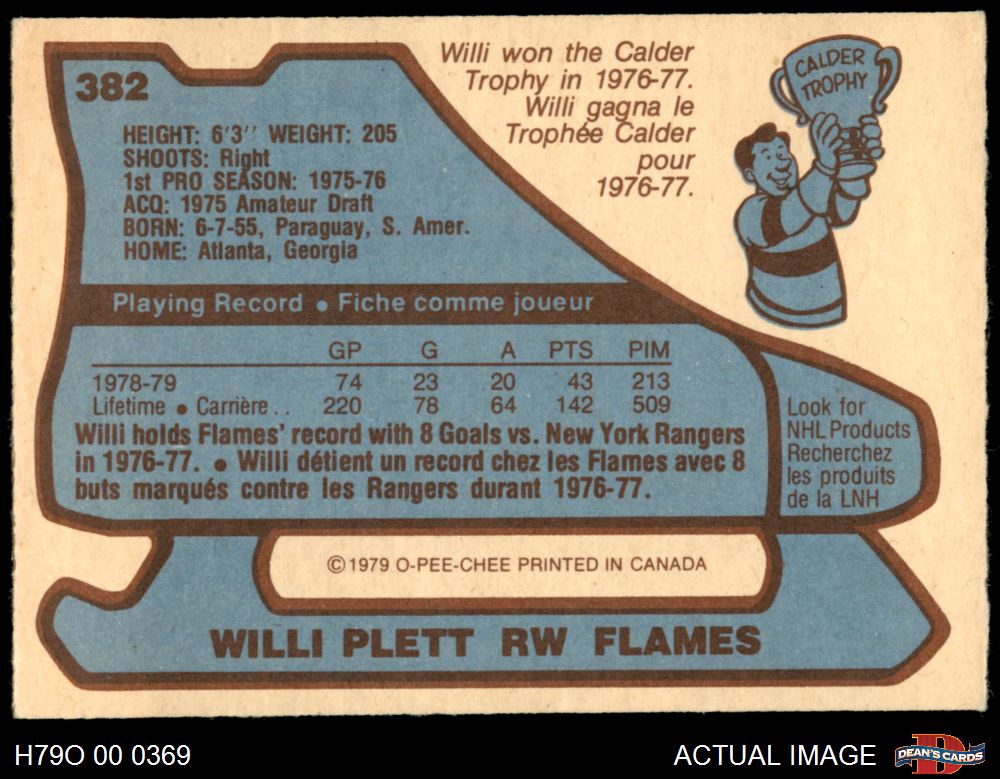 382
Willi won the Calder
Trophy in 1976-77.
Willi gagna le
Trophée Calder
pour
1976-77.
CALDER
TROPHY
HEIGHT: 6'3'' WEIGHT: 205
SHOOTS: Right
1st PRO SEASON: 1975-76
ACQ: 1975 Amateur Draft
BORN: 6-7-55, Paraguay, S. Amer.
HOME: Atlanta, Georgia
Playing Record • Fiche comme joueur
GP G A PTS PIM
1978-79 74 23 20 43 213
Lifetime • Carrière.. 220 78 64 142 509
Willi holds Flames' record with 8 Goals vs. New York Rangers
in 1976-77. • Willi détient un record chez les Flames avec 8
buts marqués contre les Rangers durant 1976-77.
Look for
NHL Products
Recherchez
les produits
de la LNH
©1979 O-PEE-CHEE PRINTED IN CANADA
WILLI PLETT RW FLAMES
H79O 00 0369
ACTUAL IMAGE
DEAN'S CARDS